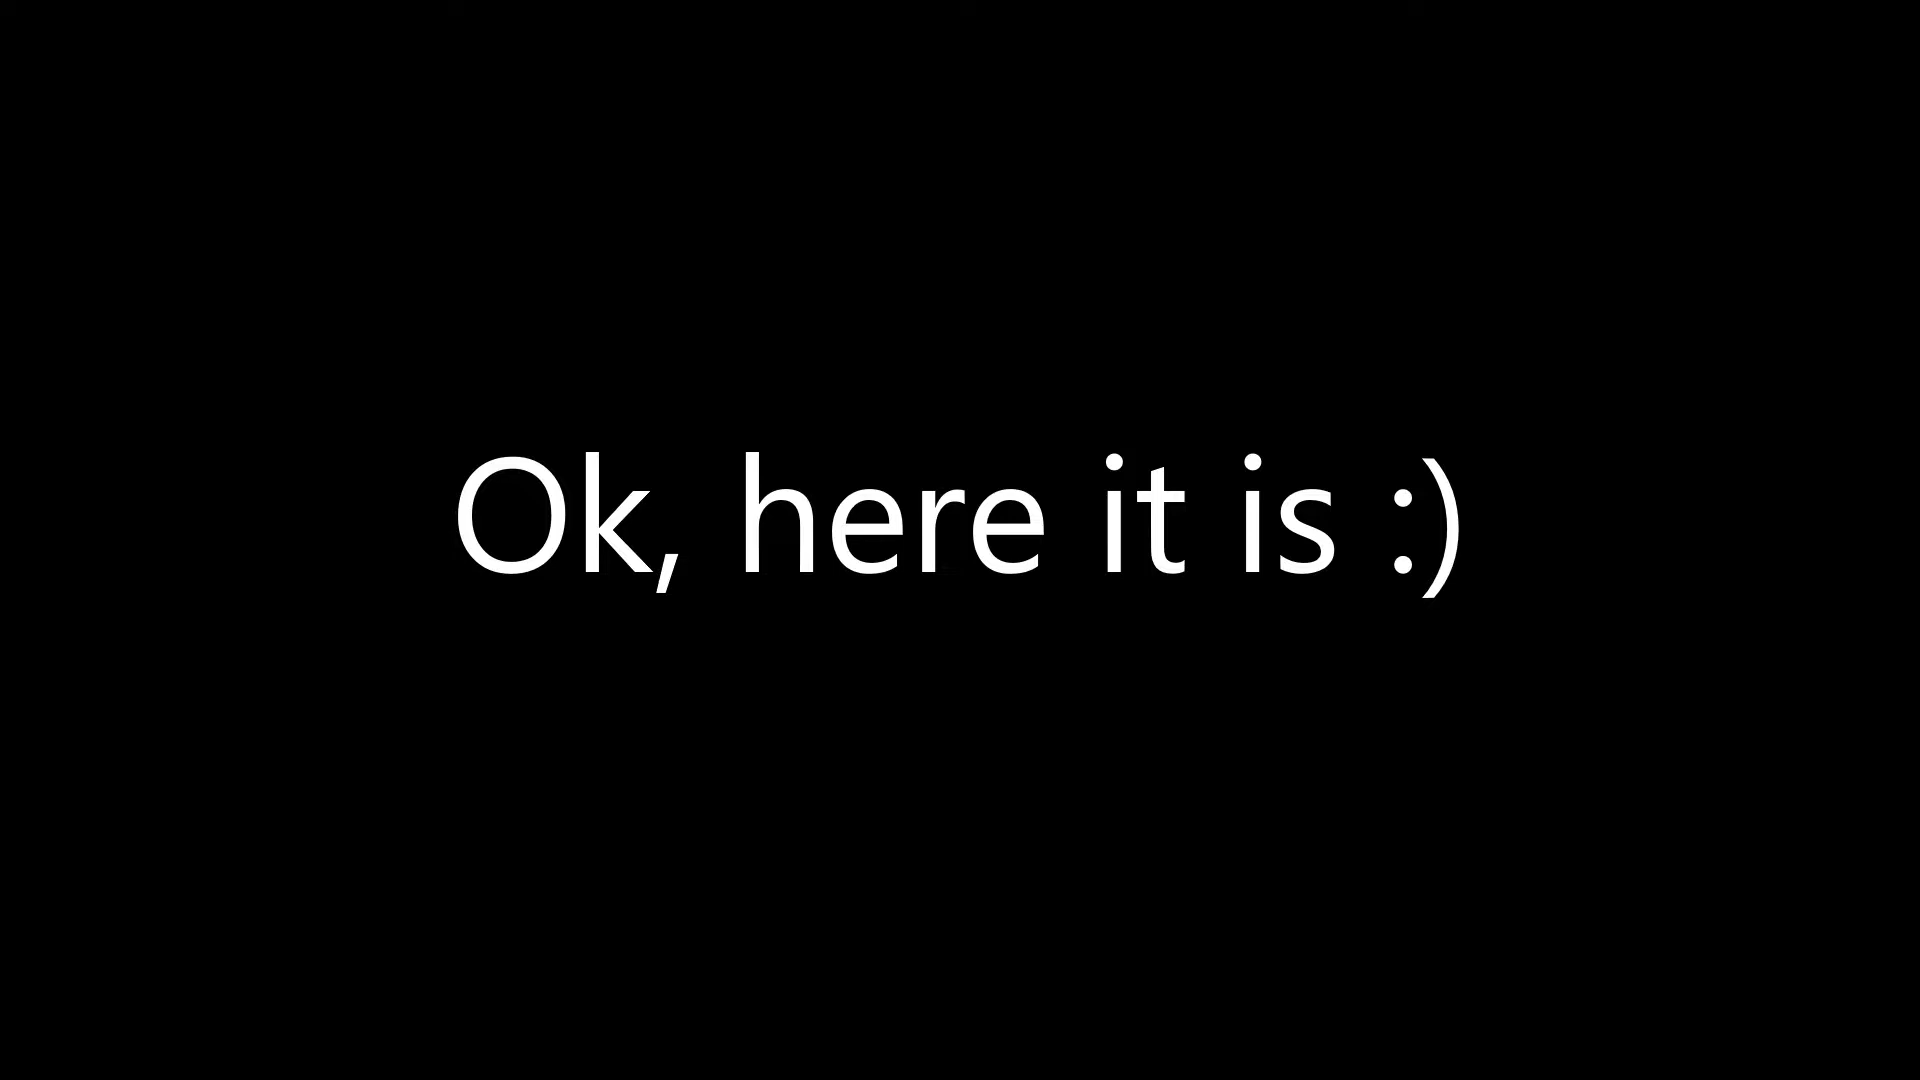 Ok, here it is :)